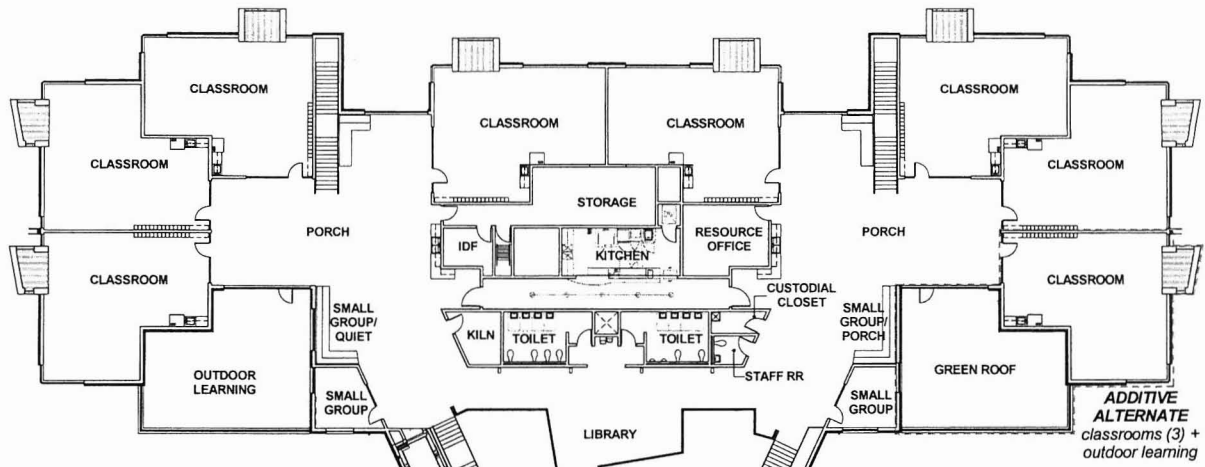 CLASSROOM
CLASSROOM
CLASSROOM
CLASSROOM
CLASSROOM
CLASSROOM
CLASSROOM
CLASSROOM
STORAGE
PORCH
IDF
KITCHEN
RESOURCE
OFFICE
PORCH
CUSTODIAL
CLOSET
SMALL
GROUP/
QUIET
KILN
TOILET
TOILET
SMALL
GROUP/
PORCH
STAFF RR
OUTDOOR
LEARNING
SMALL
GROUP
LIBRARY
SMALL
GROUP
GREEN ROOF
ADDITIVE
ALTERNATE
classrooms (3) +
outdoor learning